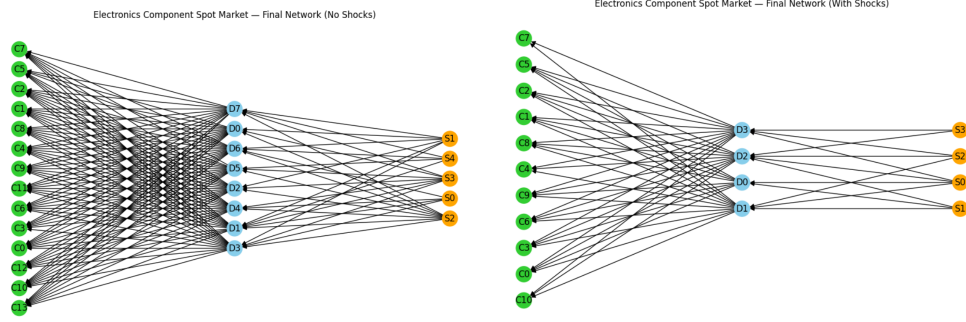 Electronics Component Spot Market — Final Network (No Shocks)
C7
C5
C2
C1
C8
C4
C9
C11
C6
C3
C0
C12
C10
C13
D7
D0
D6
D5
D2
D4
D1
D3
S1
S4
S3
S0
S2
Electronics Component Spot Market — Final Network (With Shocks)
C7
C5
C2
C1
C8
C4
C9
C6
C3
C0
C10
D3
D2
D0
D1
S3
S2
S0
S1